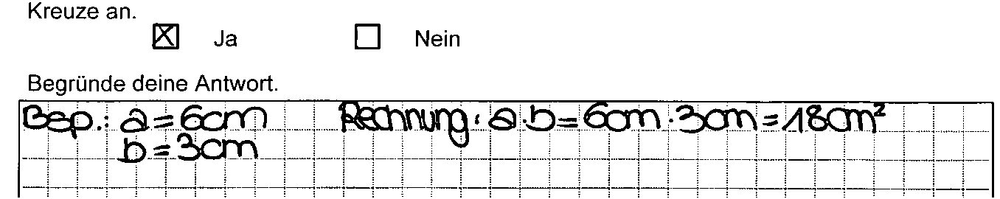 Kreuze an.
Ja Nein
Begründe deine Antwort.
Bsp.: a = 6cm Rechnung: a · b = 6cm · 3cm = 18cm²
b = 3cm